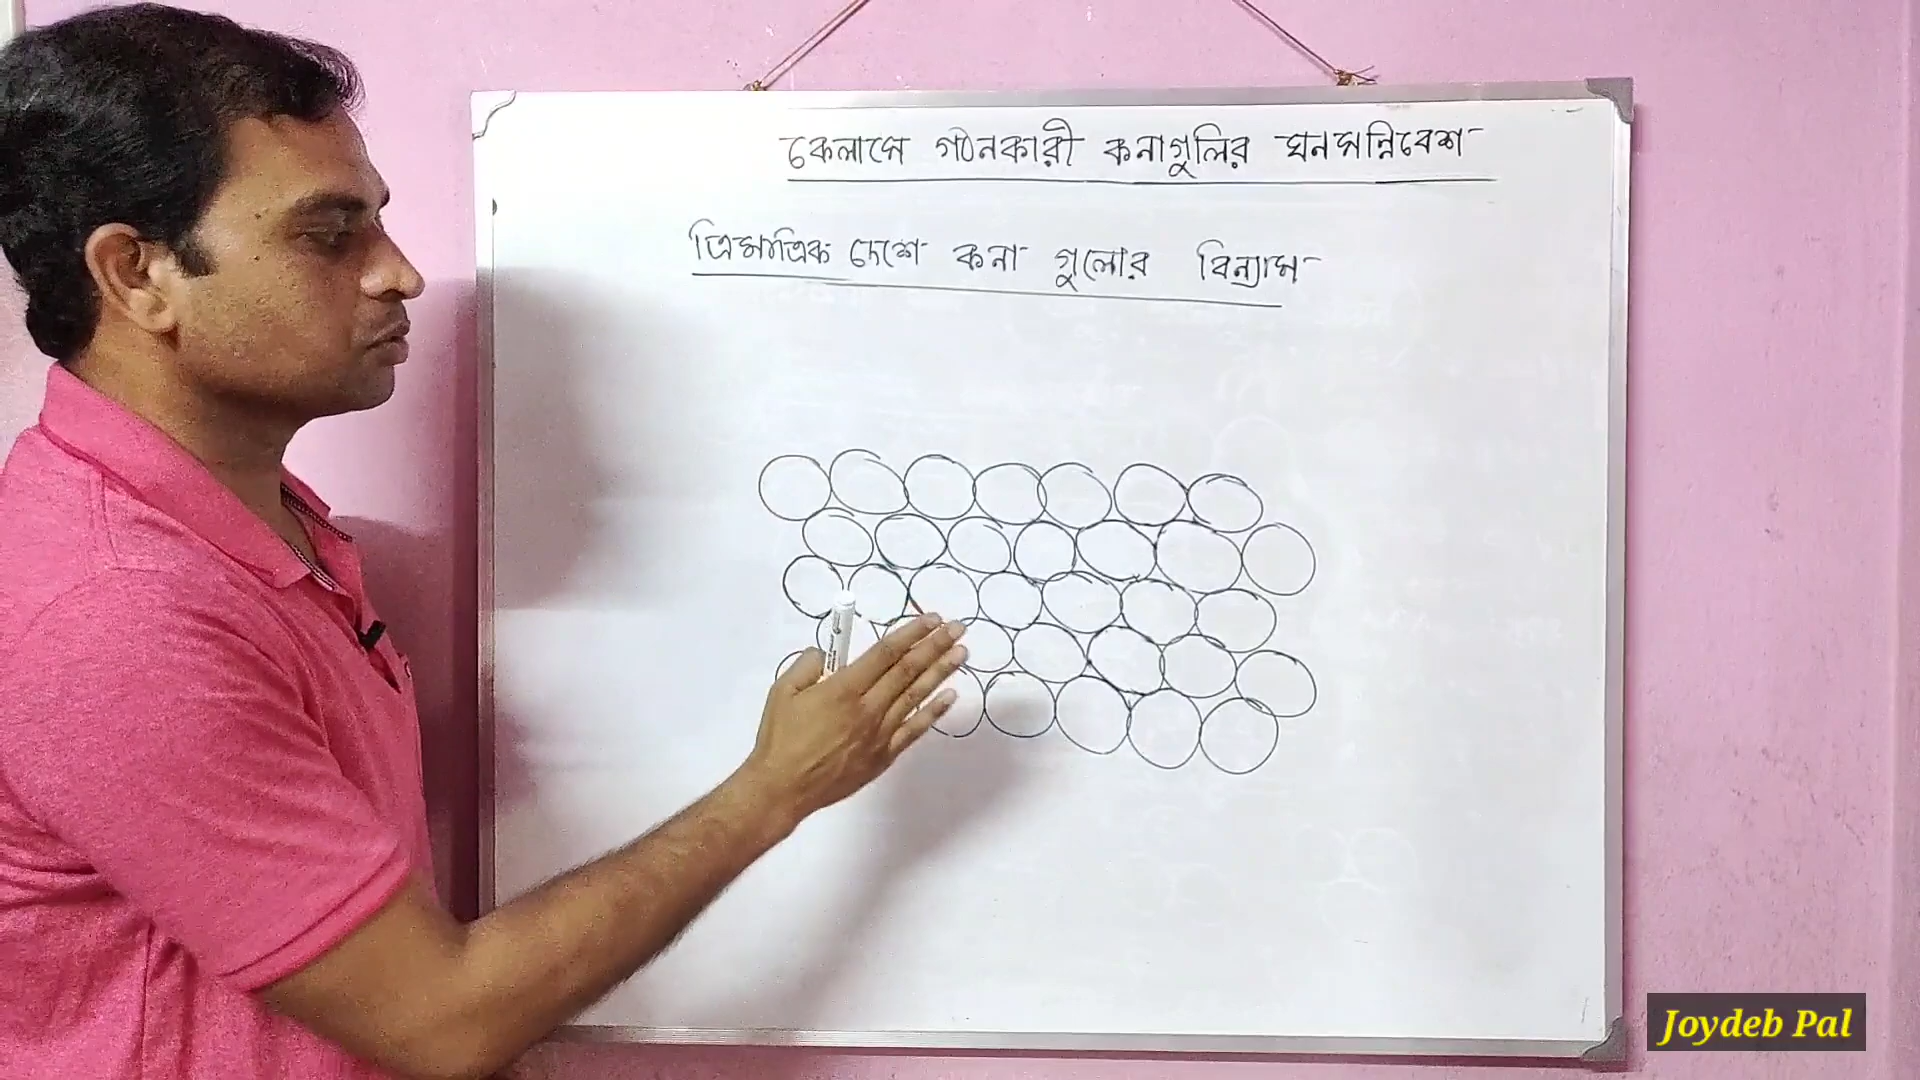 কেলাসে গঠনকারী কনাগুলির ঘনসন্নিবেশ
ত্রিমাত্রিক দেশে কনা গুলোর বিন্যাস
Joydeb Pal